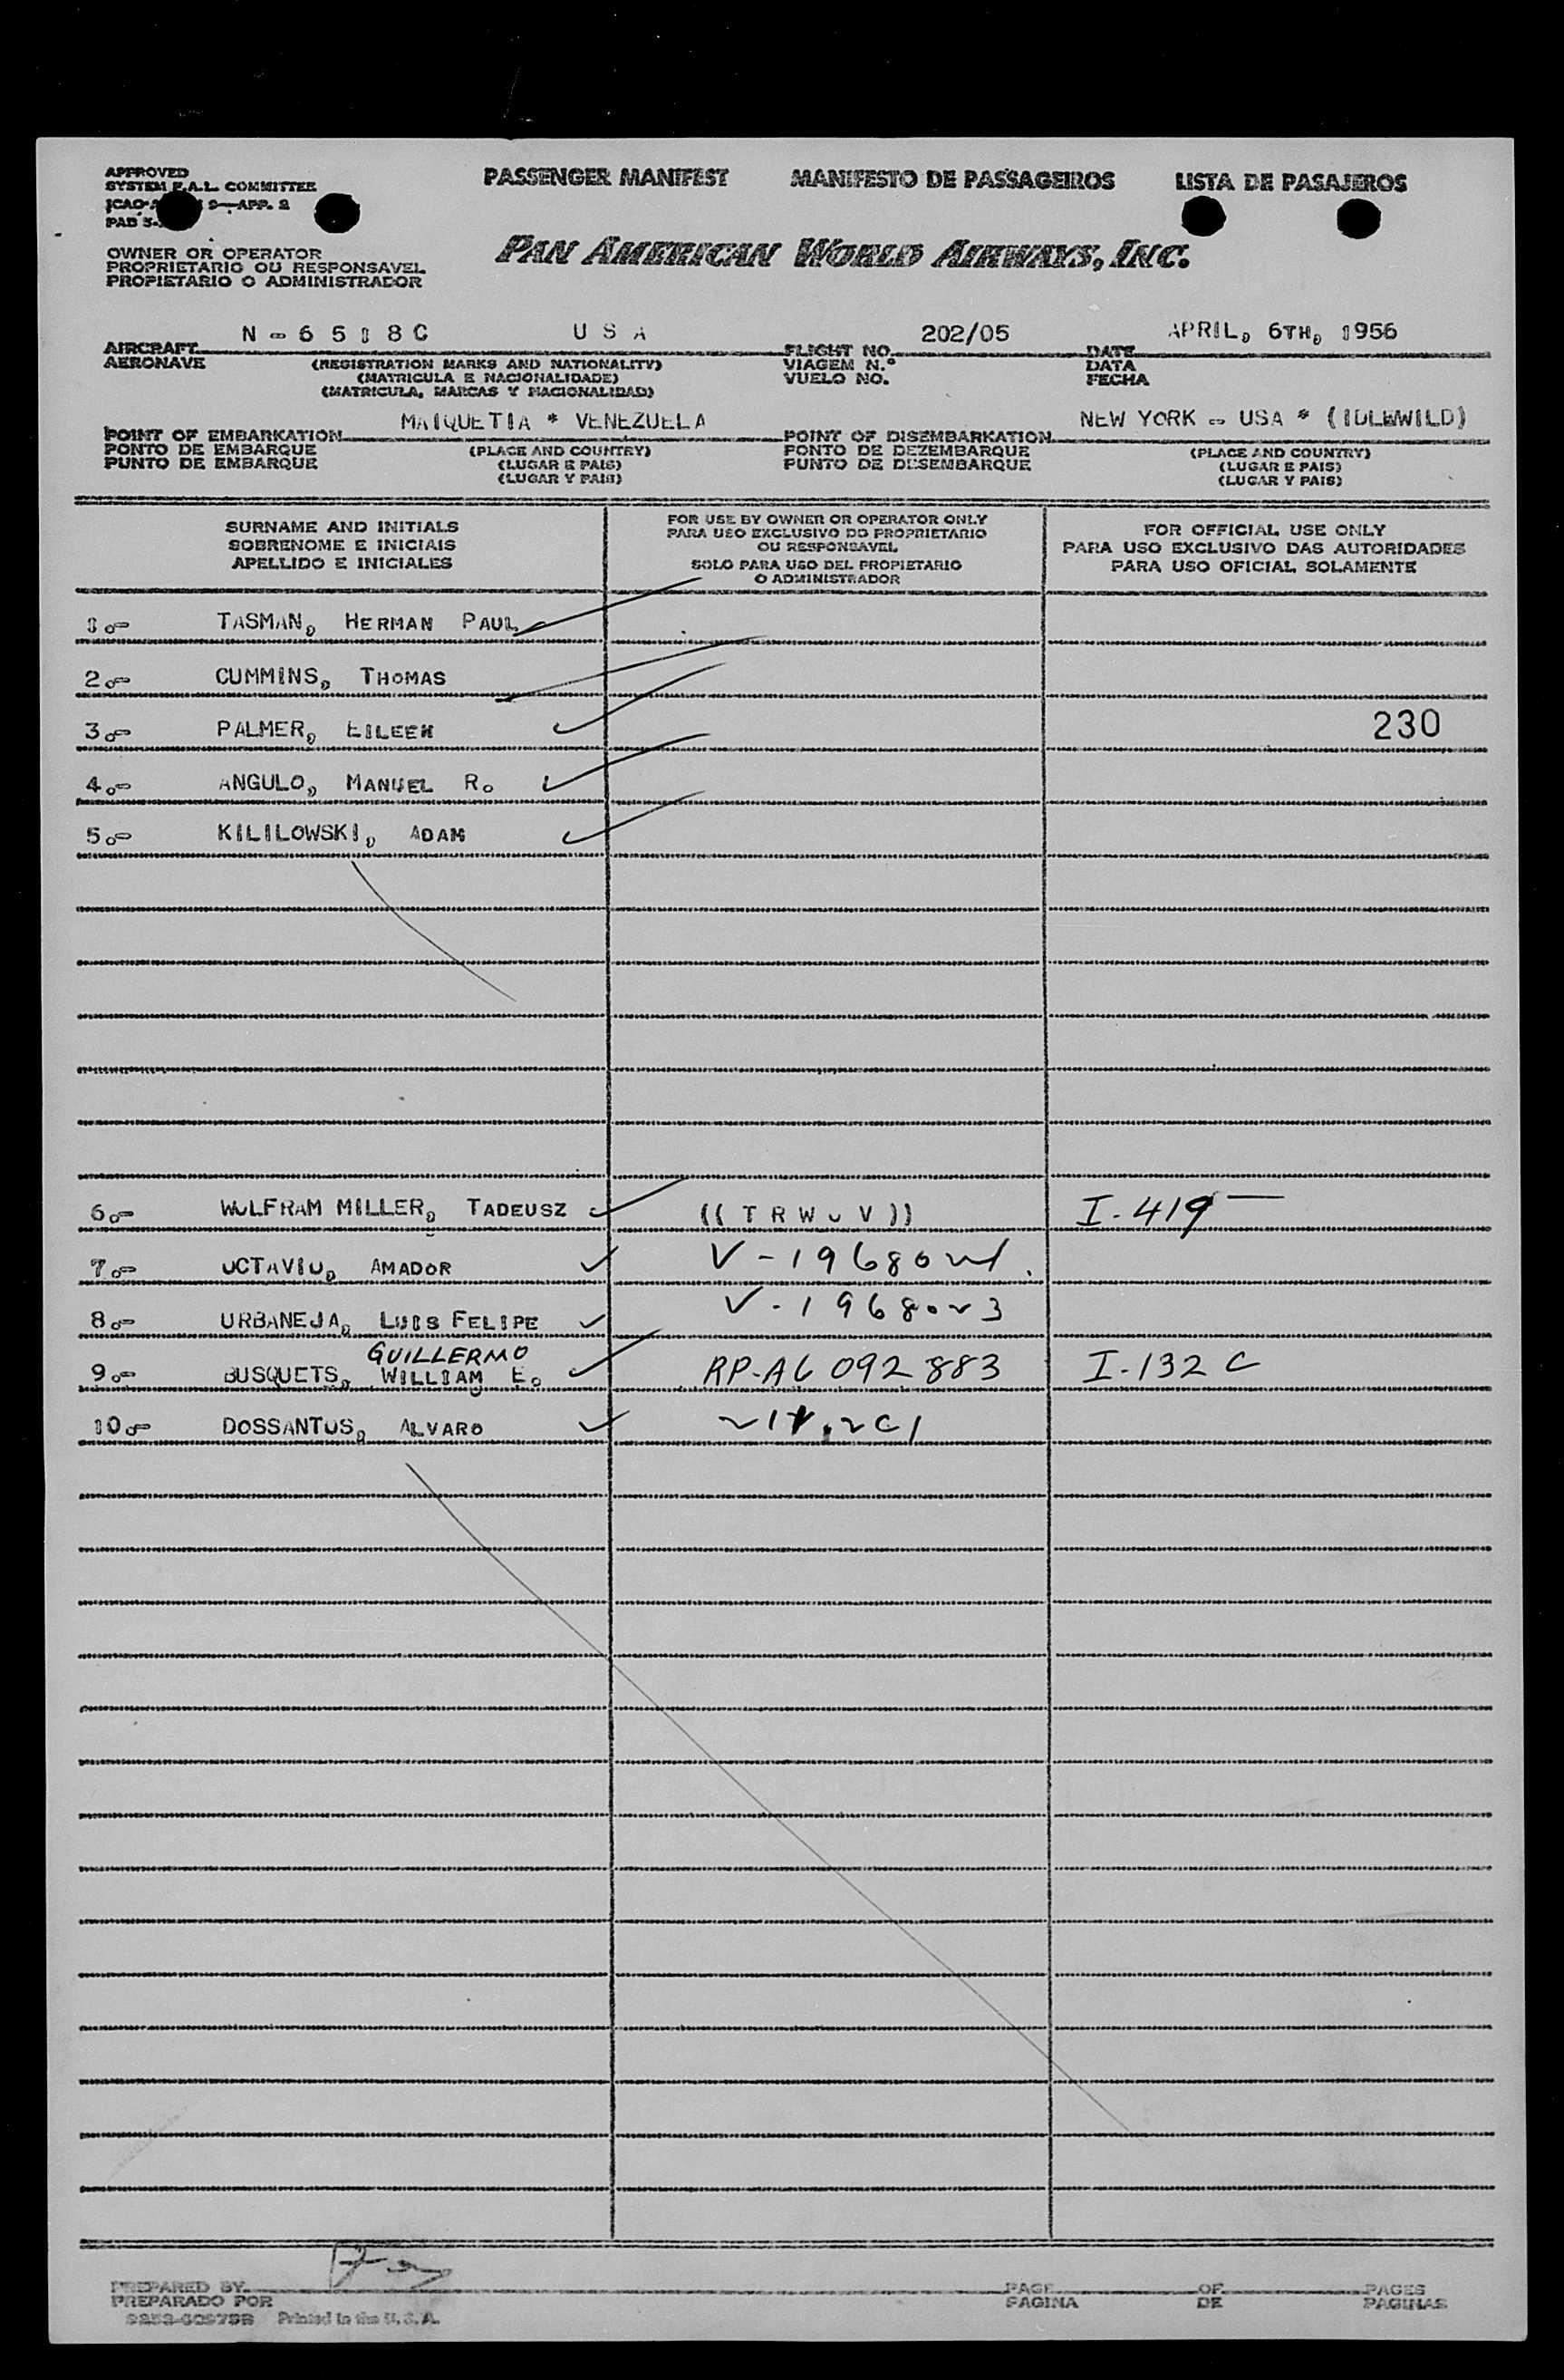 APPROVED
SYSTEM F.A.L. COMMITTEE
9—APP. 2
PASSENGER MANIFEST MANIFESTO DE PASSAGEIROS LISTA DE PASAJEROS
OWNER OR OPERATOR
PROPRIETARIO OU RESPONSAVEL
PROPIETARIO O ADMINISTRADOR
PAN AMERICAN WORLD AIRWAYS, INC.
N-6518C USA 202/05 APRIL, 6TH, 1956
AIRCRAFT FLIGHT NO. DATE
AERONAVE (REGISTRATION MARKS AND NATIONALITY) VIAGEM N.º DATA
(MATRICULA E NACIONALIDADE) VUELO NO. FECHA
(MATRICULA, MARCAS Y NACIONALIDAD)
MAIQUETIA * VENEZUELA NEW YORK - USA * (IDLEWILD)
POINT OF EMBARKATION POINT OF DISEMBARKATION
PONTO DE EMBARQUE (PLACE AND COUNTRY) PONTO DE DEZEMBARQUE (PLACE AND COUNTRY)
PUNTO DE EMBARQUE (LUGAR E PAIS) PUNTO DE DESEMBARQUE (LUGAR E PAIS)
(LUGAR Y PAIS) (LUGAR Y PAIS)
SURNAME AND INITIALS
SOBRENOME E INICIAIS
APELLIDO E INICIALES
FOR USE BY OWNER OR OPERATOR ONLY
PARA USO EXCLUSIVO DO PROPRIETARIO
OU RESPONSAVEL
SOLO PARA USO DEL PROPIETARIO
O ADMINISTRADOR
FOR OFFICIAL USE ONLY
PARA USO EXCLUSIVO DAS AUTORIDADES
PARA USO OFICIAL SOLAMENTE
1.- TASMAN, HERMAN PAUL
2.- CUMMINS, THOMAS
3.- PALMER, EILEEN 230
4.- ANGULO, MANUEL R.
5.- KILILOWSKI, ADAM
6.- WOLFRAM MILLER, TADEUSZ ((TRWOV)) I-419
7.- OCTAVIO, AMADOR
8.- URBANEJA, LUIS FELIPE V-1968023
GUILLERMO
9.- BUSQUETS, WILLIAM E. RP-A6 092883 I-132 C
10.- DOSSANTOS, ALVARO
PREPARED BY PAGE OF PAGES
PREPARADO POR PAGINA DE PAGINAS
Printed in the U.S.A.